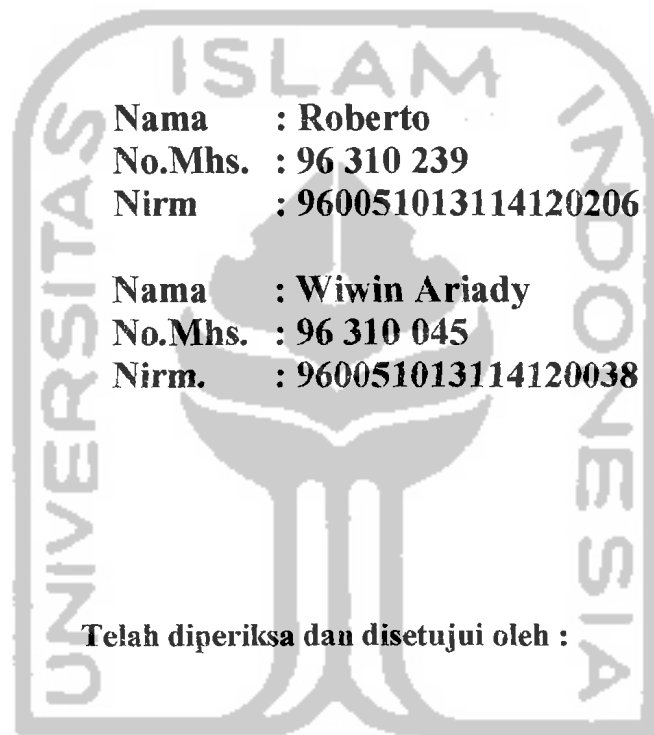 UNIVERSITAS ISLAM INDONESIA
Nama : Roberto
No.Mhs. : 96 310 239
Nirm : 960051013114120206
Nama : Wiwin Ariady
No.Mhs. : 96 310 045
Nirm. : 960051013114120038
Telah diperiksa dan disetujui oleh :